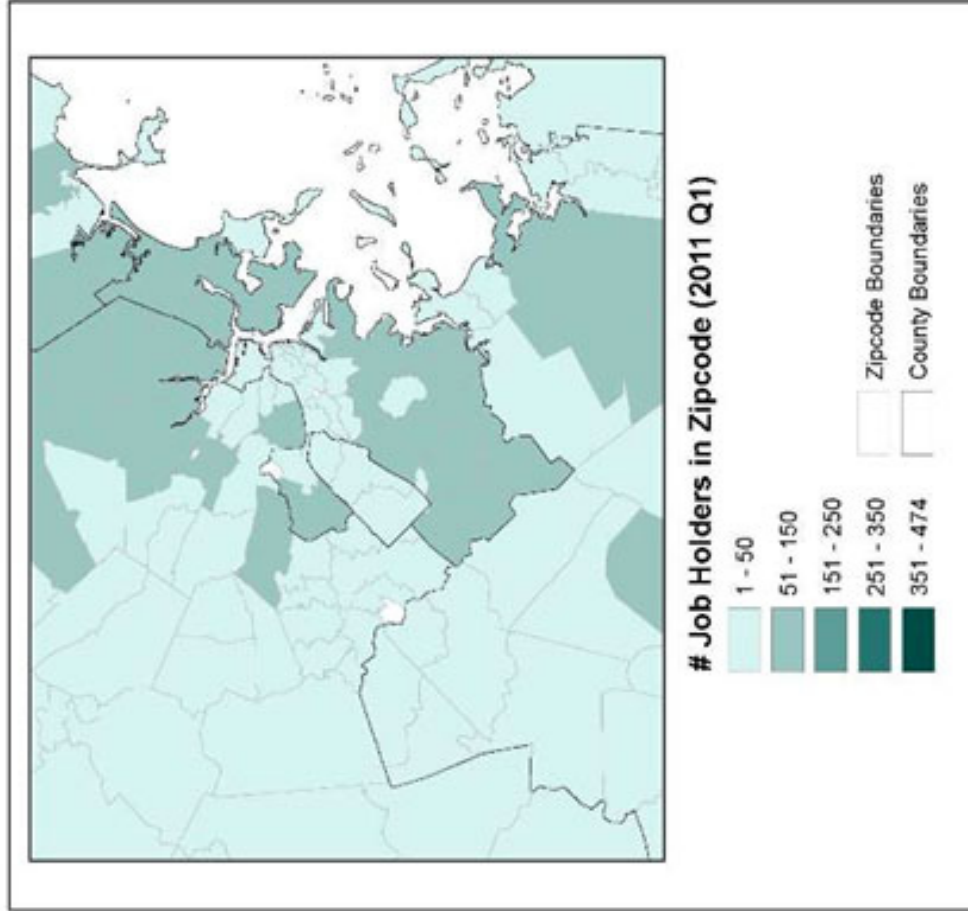 # Job Holders in Zipcode (2011 Q1)
1 - 50
51 - 150
151 - 250
251 - 350
351 - 474
Zipcode Boundaries
County Boundaries